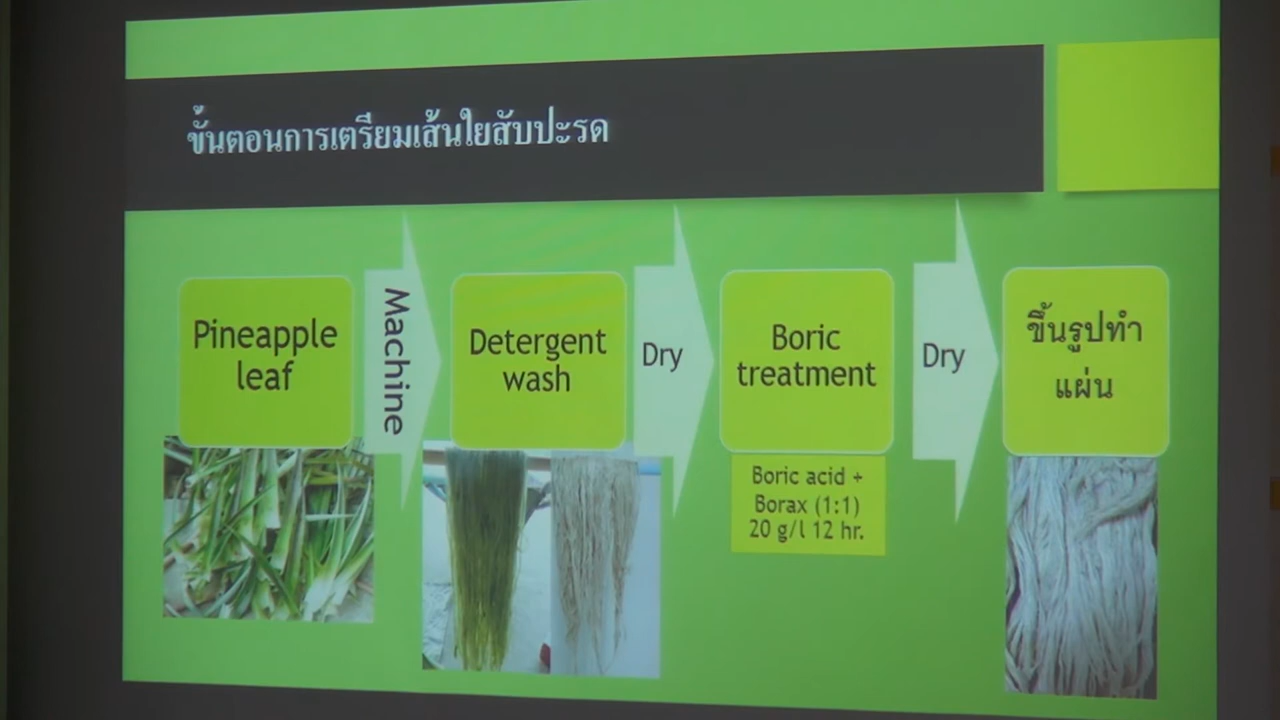 ขั้นตอนการเตรียมเส้นใยสับปะรด
Pineapple
leaf
Machine
Detergent
wash
Dry
Boric
treatment
Boric acid +
Borax (1:1)
20 g/l 12 hr.
Dry
ขึ้นรูปทำ
แผ่น